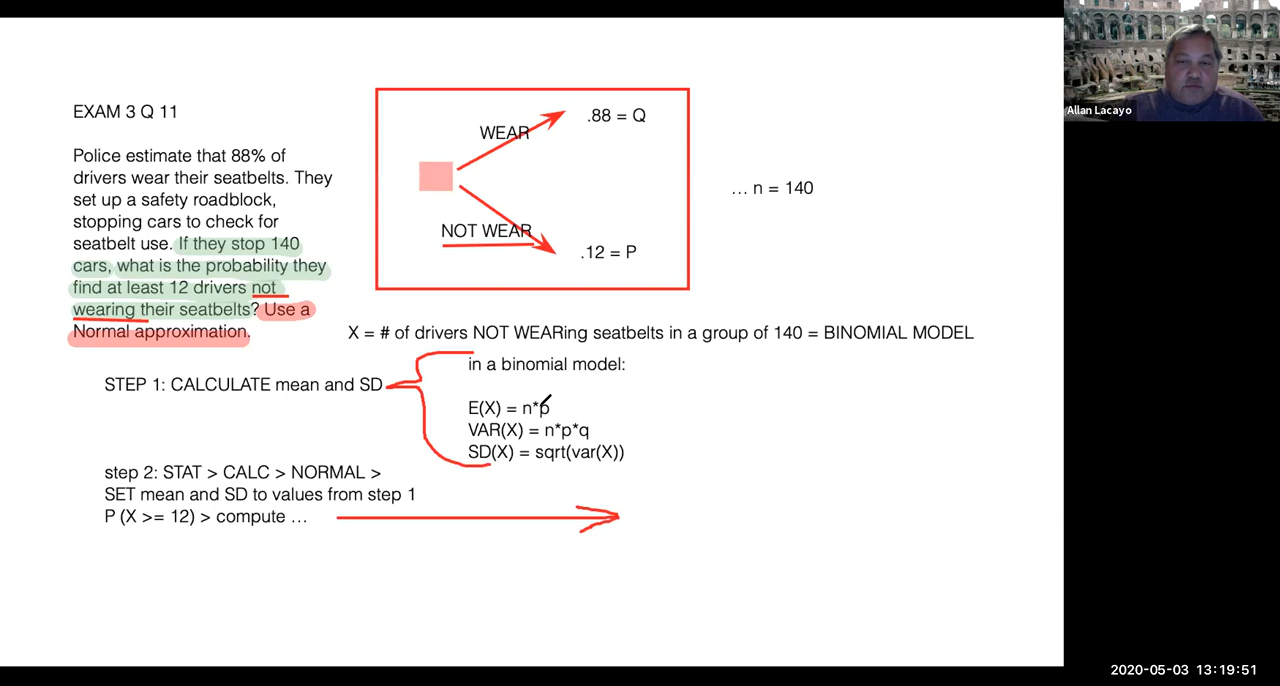 EXAM 3 Q 11
Police estimate that 88% of
drivers wear their seatbelts. They
set up a safety roadblock,
stopping cars to check for
seatbelt use. If they stop 140
cars, what is the probability they
find at least 12 drivers not
wearing their seatbelts? Use a
Normal approximation.
WEAR
.88 = Q
NOT WEAR
.12 = P
... n = 140
X = # of drivers NOT WEARing seatbelts in a group of 140 = BINOMIAL MODEL
in a binomial model:
STEP 1: CALCULATE mean and SD
E(X) = n*p
VAR(X) = n*p*q
SD(X) = sqrt(var(X))
step 2: STAT > CALC > NORMAL >
SET mean and SD to values from step 1
P (X >= 12) > compute ...
Allan Lacayo
2020-05-03 13:19:51